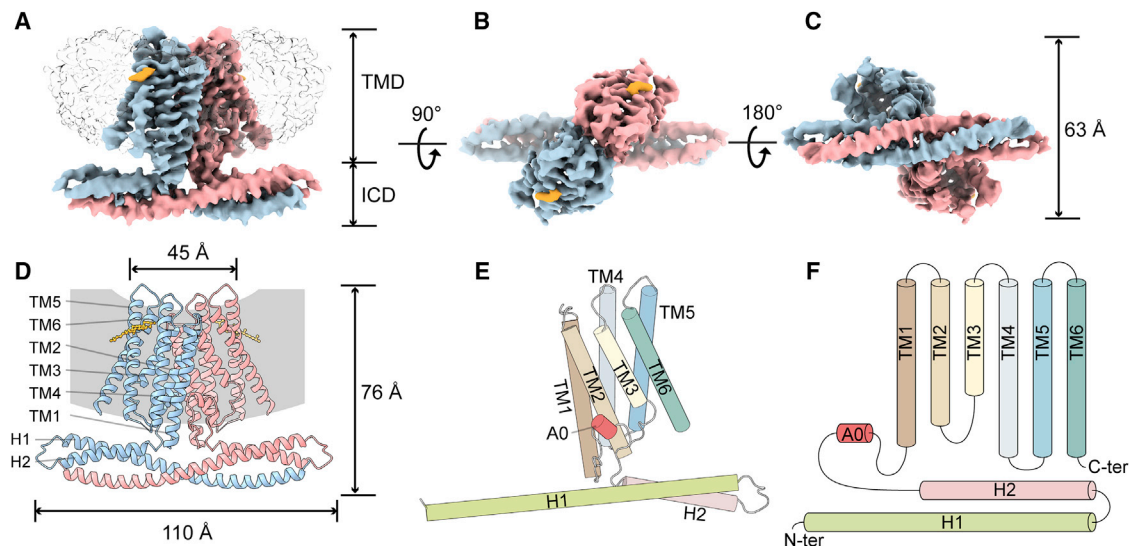 A
B
C
TMD
ICD
90°
180°
63 Å
D
45 Å
TM5
TM6
TM2
TM3
TM4
TM1
H1
H2
76 Å
110 Å
E
TM4
TM5
TM1
TM2
TM3
TM6
A0
H1
H2
F
TM1
TM2
TM3
TM4
TM5
TM6
A0
C-ter
H2
H1
N-ter